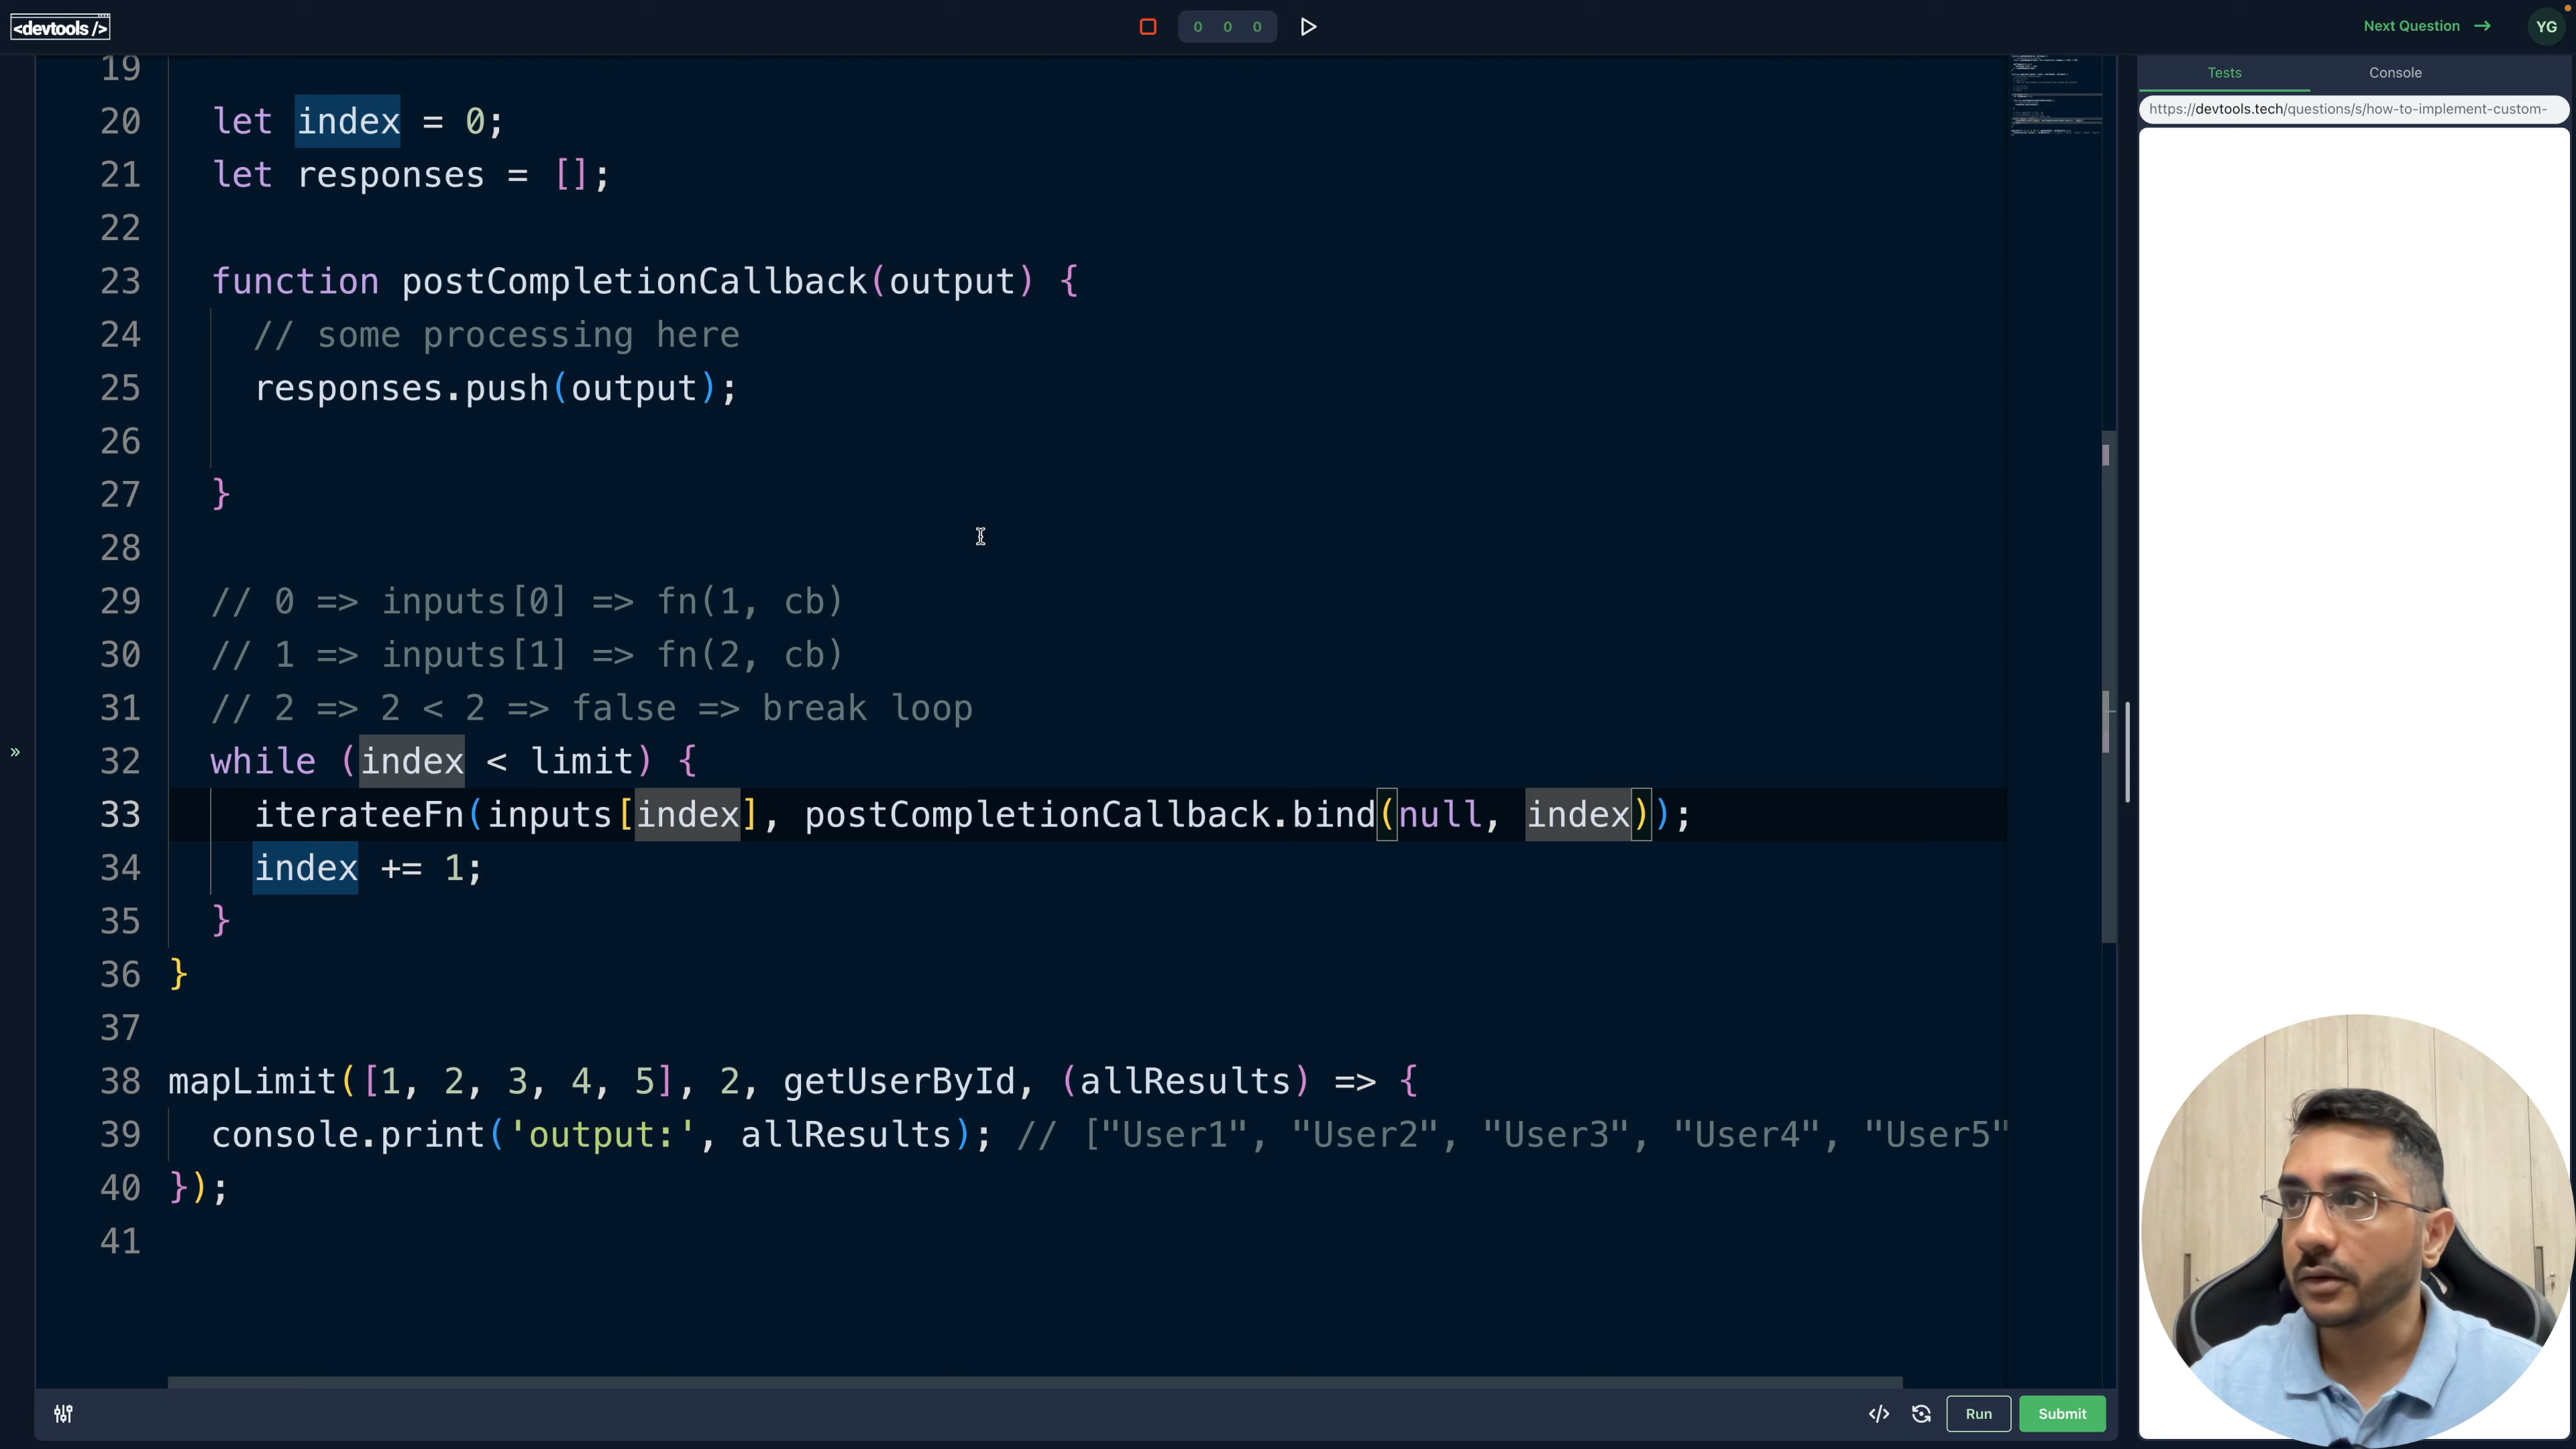 <devtools />
0 0 0
Next Question →
YG
19
20 let index = 0;
21 let responses = [];
22
23 function postCompletionCallback(output) {
24 // some processing here
25 responses.push(output);
26
27 }
28
29 // 0 => inputs[0] => fn(1, cb)
30 // 1 => inputs[1] => fn(2, cb)
31 // 2 => 2 < 2 => false => break loop
32 while (index < limit) {
33 iterateeFn(inputs[index], postCompletionCallback.bind(null, index));
34 index += 1;
35 }
36 }
37
38 mapLimit([1, 2, 3, 4, 5], 2, getUserById, (allResults) => {
39 console.print('output:', allResults); // ["User1", "User2", "User3", "User4", "User5"
40 });
41
Tests Console
https://devtools.tech/questions/s/how-to-implement-custom-
»
</> Run Submit